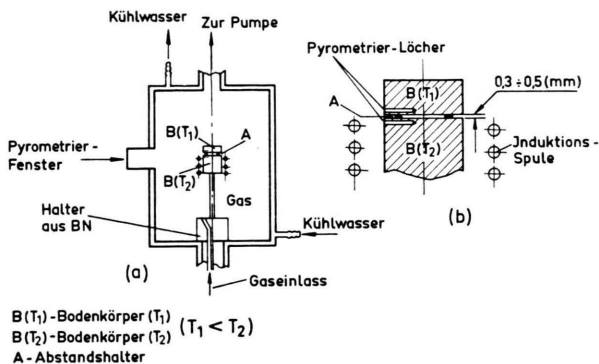 Kühlwasser
Zur Pumpe
Pyrometrier-Löcher
0,3 ÷ 0,5 (mm)
B(T₁)
A
B(T₂)
Jnduktions-
Spule
(b)
B(T₁)
A
B(T₂)
Pyrometrier-
Fenster
Gas
Halter
aus BN
Kühlwasser
(a)
Gaseinlass
B(T₁)-Bodenkörper (T₁)
B(T₂)-Bodenkörper (T₂)
(T₁ < T₂)
A - Abstandshalter